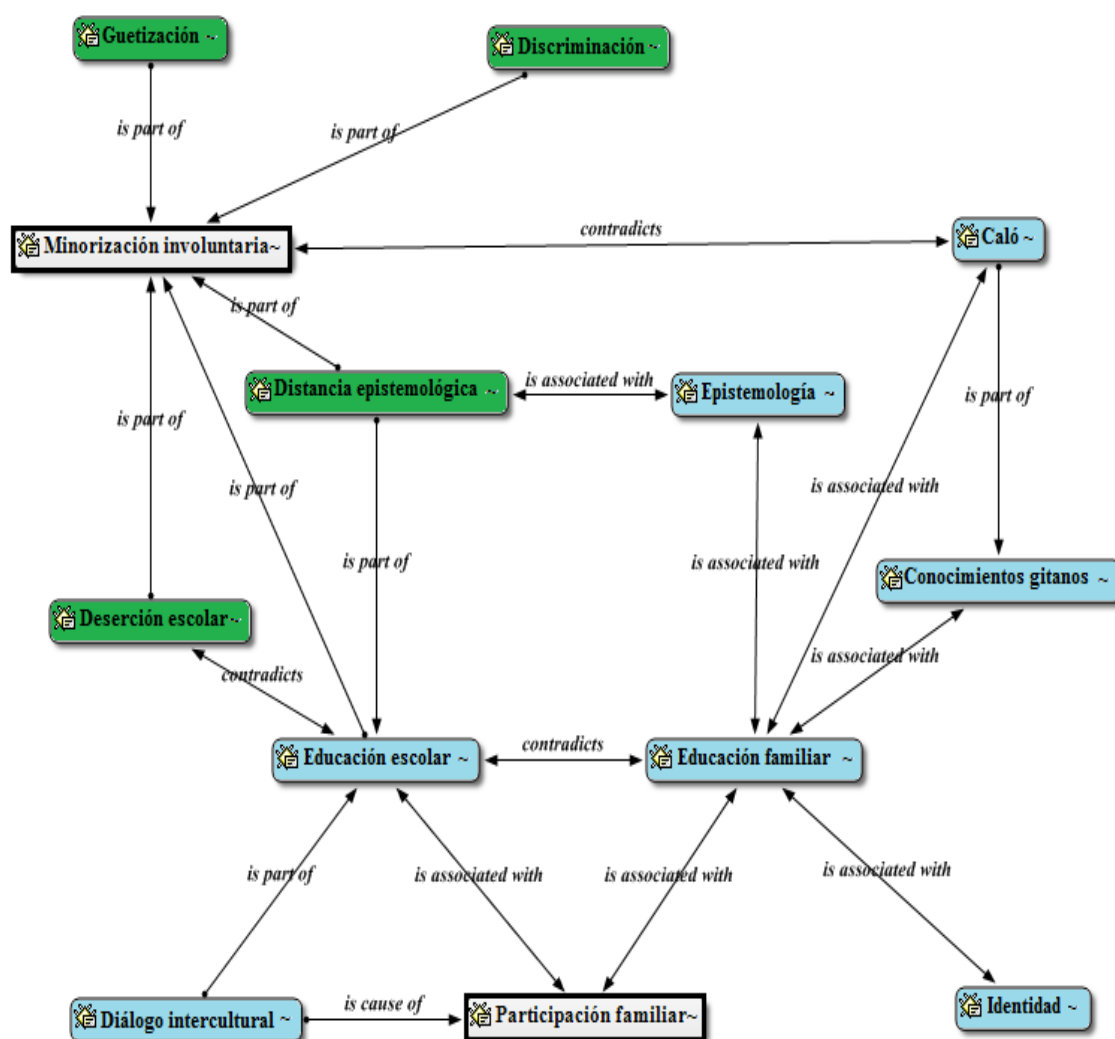 Guetización ~
Discriminación ~
is part of
is part of
Minorización involuntaria~
contradicts
Caló ~
is part of
Distancia epistemológica ~
is associated with
Epistemología ~
is part of
is part of
is part of
is associated with
is part of
is associated with
Conocimientos gitanos ~
Deserción escolar~
is associated with
contradicts
Educación escolar ~
contradicts
Educación familiar ~
is part of
is associated with
is associated with
is associated with
Diálogo intercultural ~
is cause of
Participación familiar~
Identidad ~